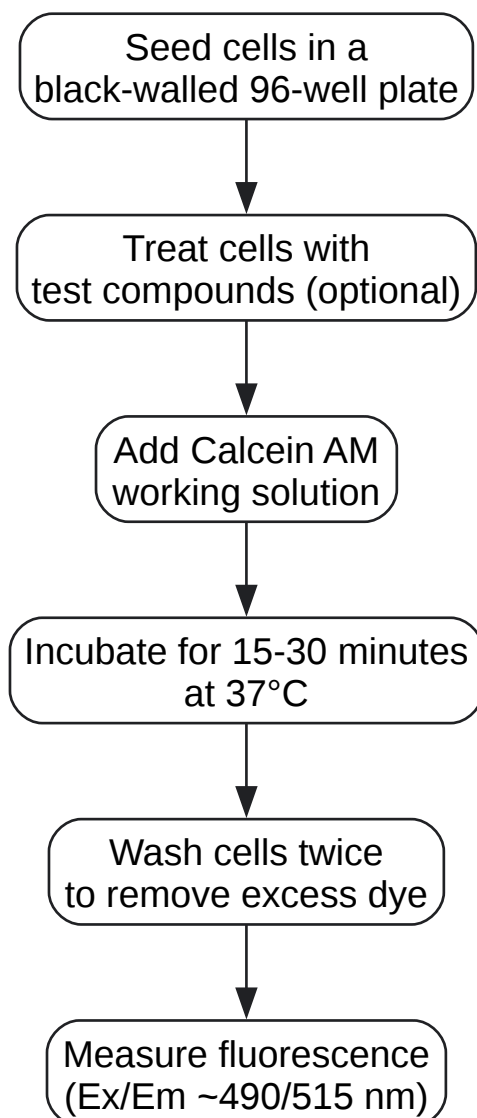 Seed cells in a
black-walled 96-well plate
Treat cells with
test compounds (optional)
Add Calcein AM
working solution
Incubate for 15-30 minutes
at 37°C
Wash cells twice
to remove excess dye
Measure fluorescence
(Ex/Em ~490/515 nm)